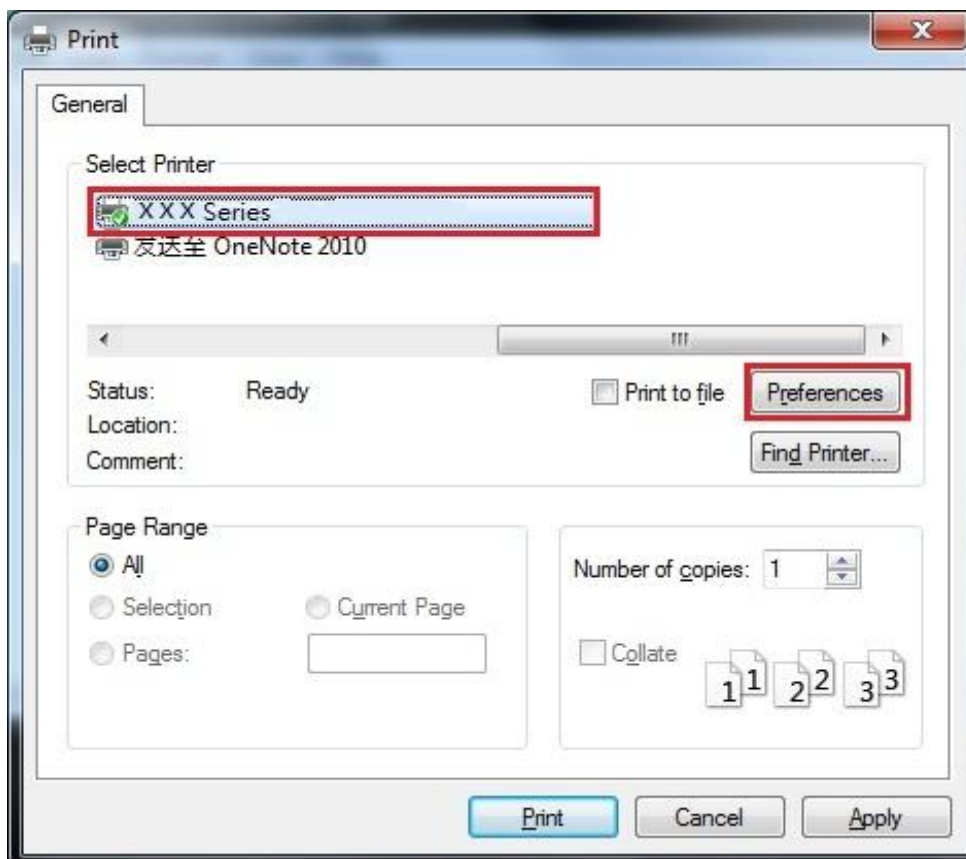 Print
General
Select Printer
X X X Series
发送至 OneNote 2010
Status: Ready
Print to file
Preferences
Location:
Comment:
Find Printer...
Page Range
All
Selection
Current Page
Pages:
Number of copies: 1
Collate
1 1 2 2 3 3
Print Cancel Apply